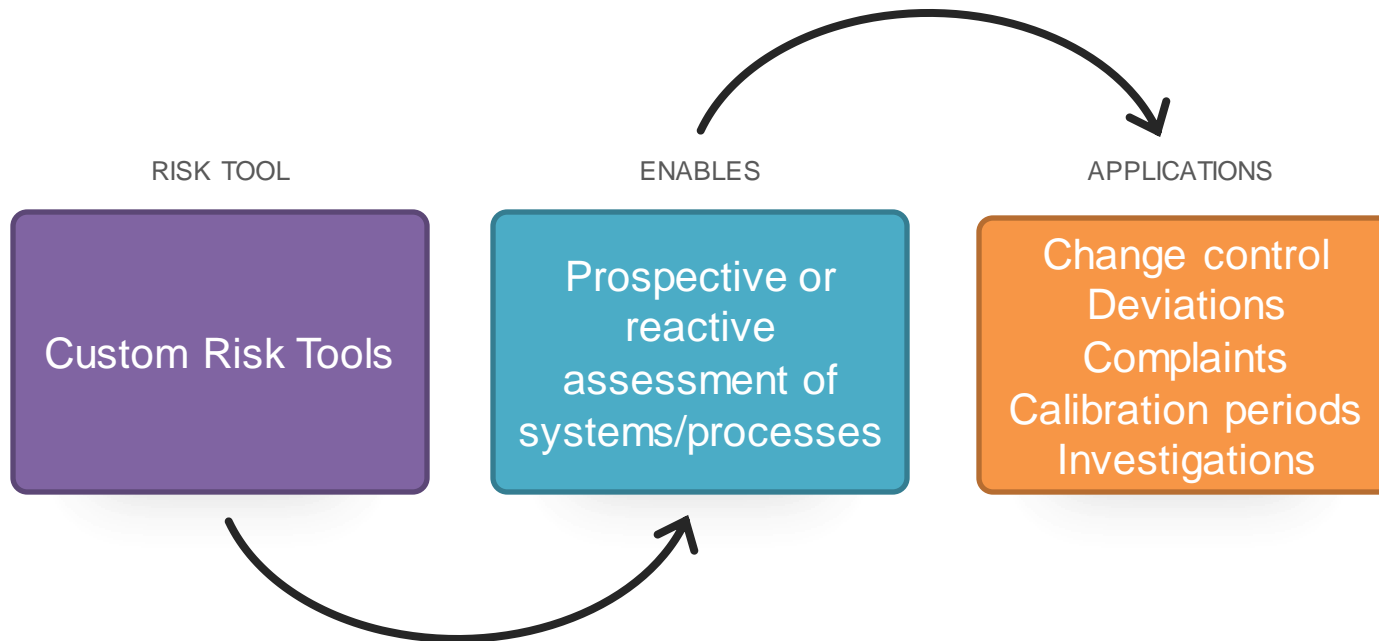 RISK TOOL
Custom Risk Tools
ENABLES
Prospective or
reactive
assessment of
systems/processes
APPLICATIONS
Change control
Deviations
Complaints
Calibration periods
Investigations